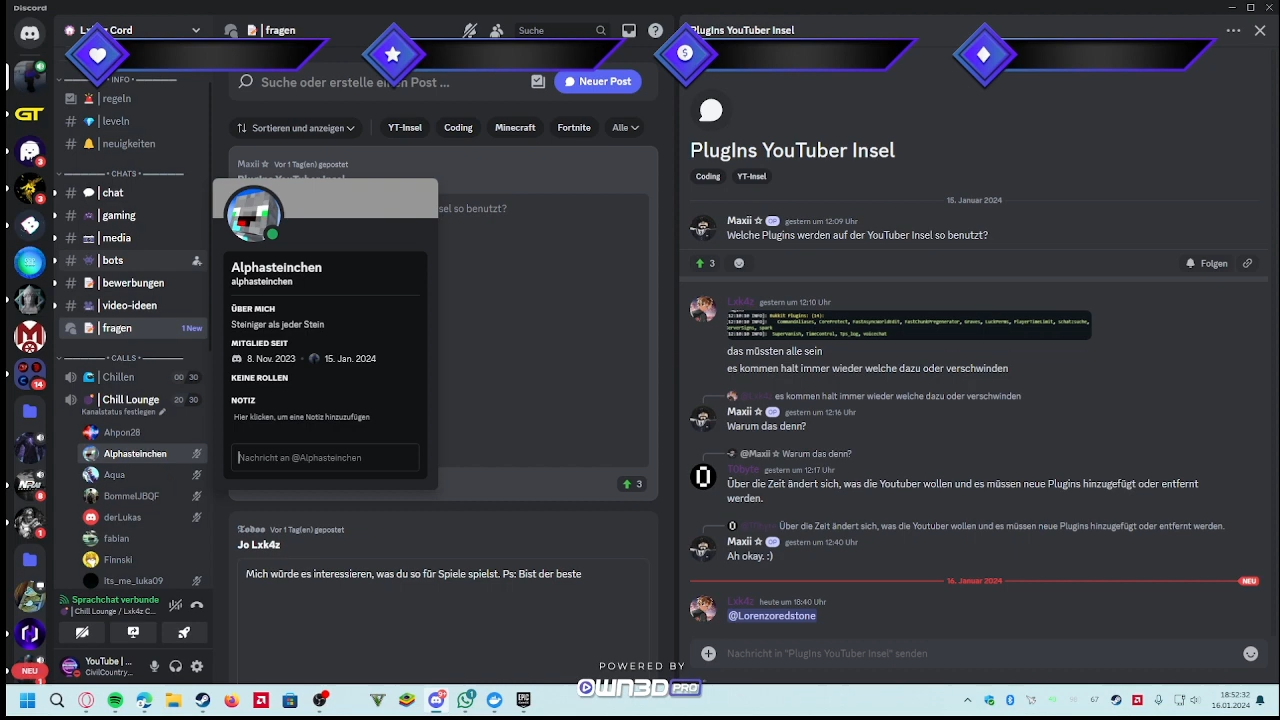 Discord
Cord
fragen
Suche
PlugIns YouTuber Insel
INFO
regeln
leveln
neuigkeiten
CHATS
chat
gaming
media
bots
bewerbungen
video-ideen
fragen
1 New
CALLS
Chillen
00 30
Chill Lounge
20 30
Kanalstatus festlegen
Ahpon28
Alphasteinchen
Aqua
BommelJBQF
derLukas
fabian
Finnski
Its_me_luka09
Sprachchat verbunde
Chill Lounge / Lxk4z C...
YouTube | ...
CivilCountry...
NEU
Suche oder erstelle einen Post ...
Neuer Post
Sortieren und anzeigen
YT-Insel
Coding
Minecraft
Fortnite
Alle
Maxii ☆ Vor 1 Tag(en) gepostet
PlugIns YouTuber Insel
sel so benutzt?
3
Alphasteinchen
alphasteinchen
ÜBER MICH
Steiniger als jeder Stein
MITGLIED SEIT
8. Nov. 2023 • 15. Jan. 2024
KEINE ROLLEN
NOTIZ
Hier klicken, um eine Notiz hinzuzufügen
Nachricht an @Alphasteinchen
Vor 1 Tag(en) gepostet
Jo Lxk4z
Mich würde es interessieren, was du so für Spiele spielst. Ps: Bist der beste
PlugIns YouTuber Insel
Coding
YT-Insel
15. Januar 2024
Maxii ☆ OP gestern um 12:09 Uhr
Welche Plugins werden auf der YouTuber Insel so benutzt?
3
Folgen
Lxk4z gestern um 12:10 Uhr
das müssten alle sein
es kommen halt immer wieder welche dazu oder verschwinden
@Lxk4z es kommen halt immer wieder welche dazu oder verschwinden
Maxii ☆ OP gestern um 12:16 Uhr
Warum das denn?
@Maxii ☆ Warum das denn?
T0byte gestern um 12:17 Uhr
Über die Zeit ändert sich, was die Youtuber wollen und es müssen neue Plugins hinzugefügt oder entfernt
werden.
Über die Zeit ändert sich, was die Youtuber wollen und es müssen neue Plugins hinzugefügt oder entfernt werden.
Maxii ☆ OP gestern um 12:40 Uhr
Ah okay. :)
16. Januar 2024
NEU
Lxk4z heute um 18:40 Uhr
@Lorenzoredstone
Nachricht in "PlugIns YouTuber Insel" senden
POWERED BY
OWN3D PRO
18:52:32
16.01.2024